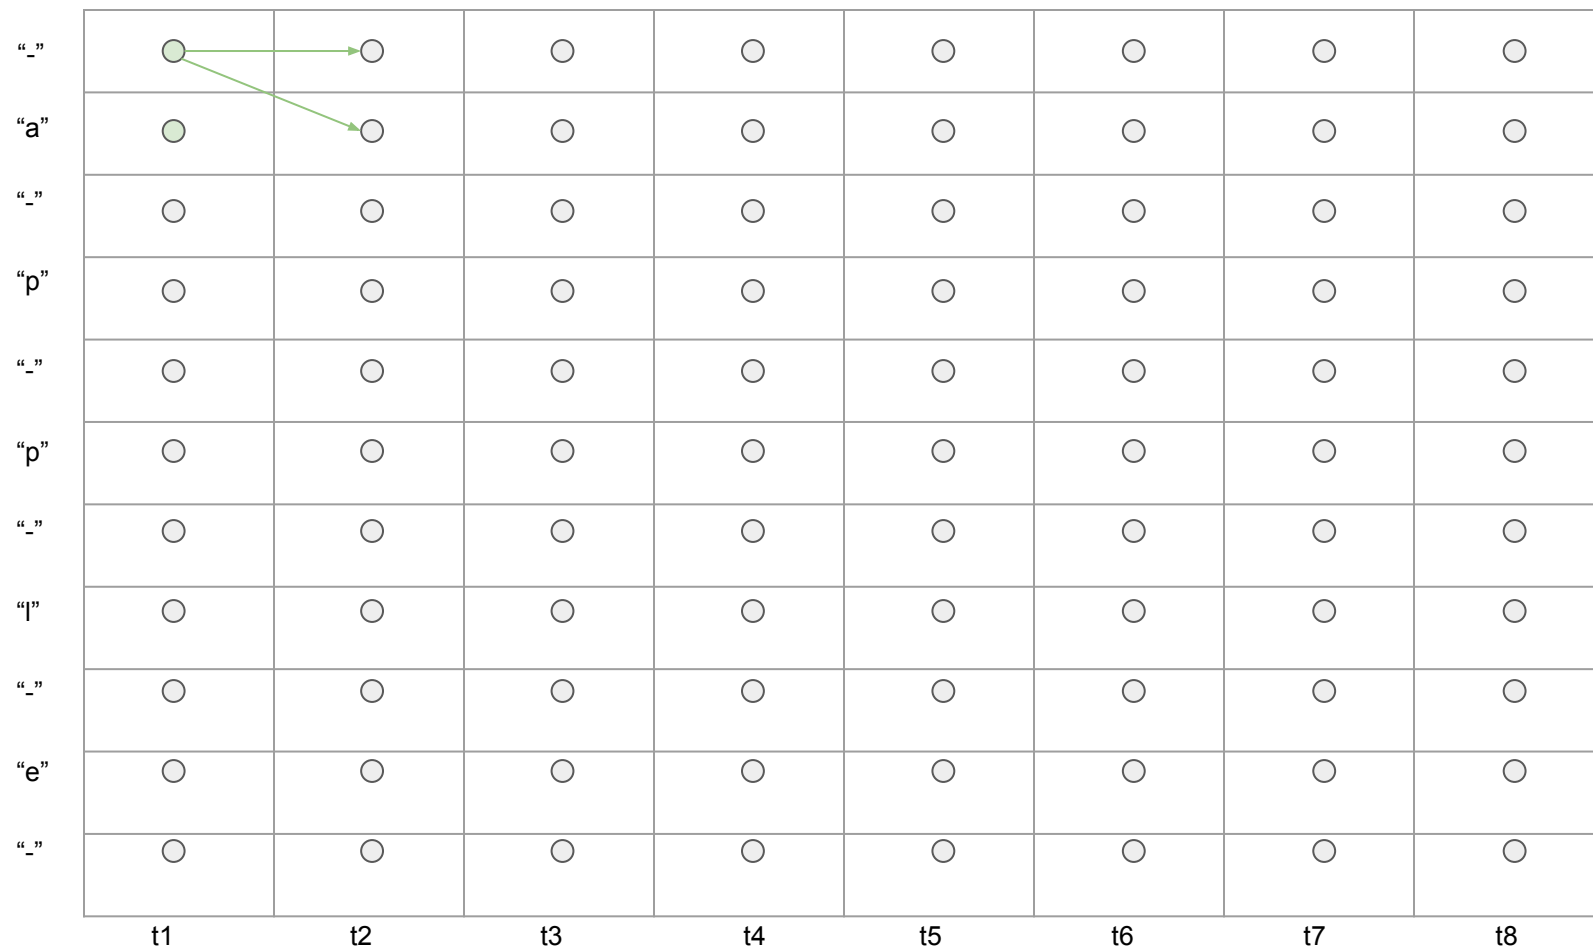 “-”
“a”
“-”
“p”
“-”
“p”
“-”
“l”
“-”
“e”
“-”
t1 t2 t3 t4 t5 t6 t7 t8